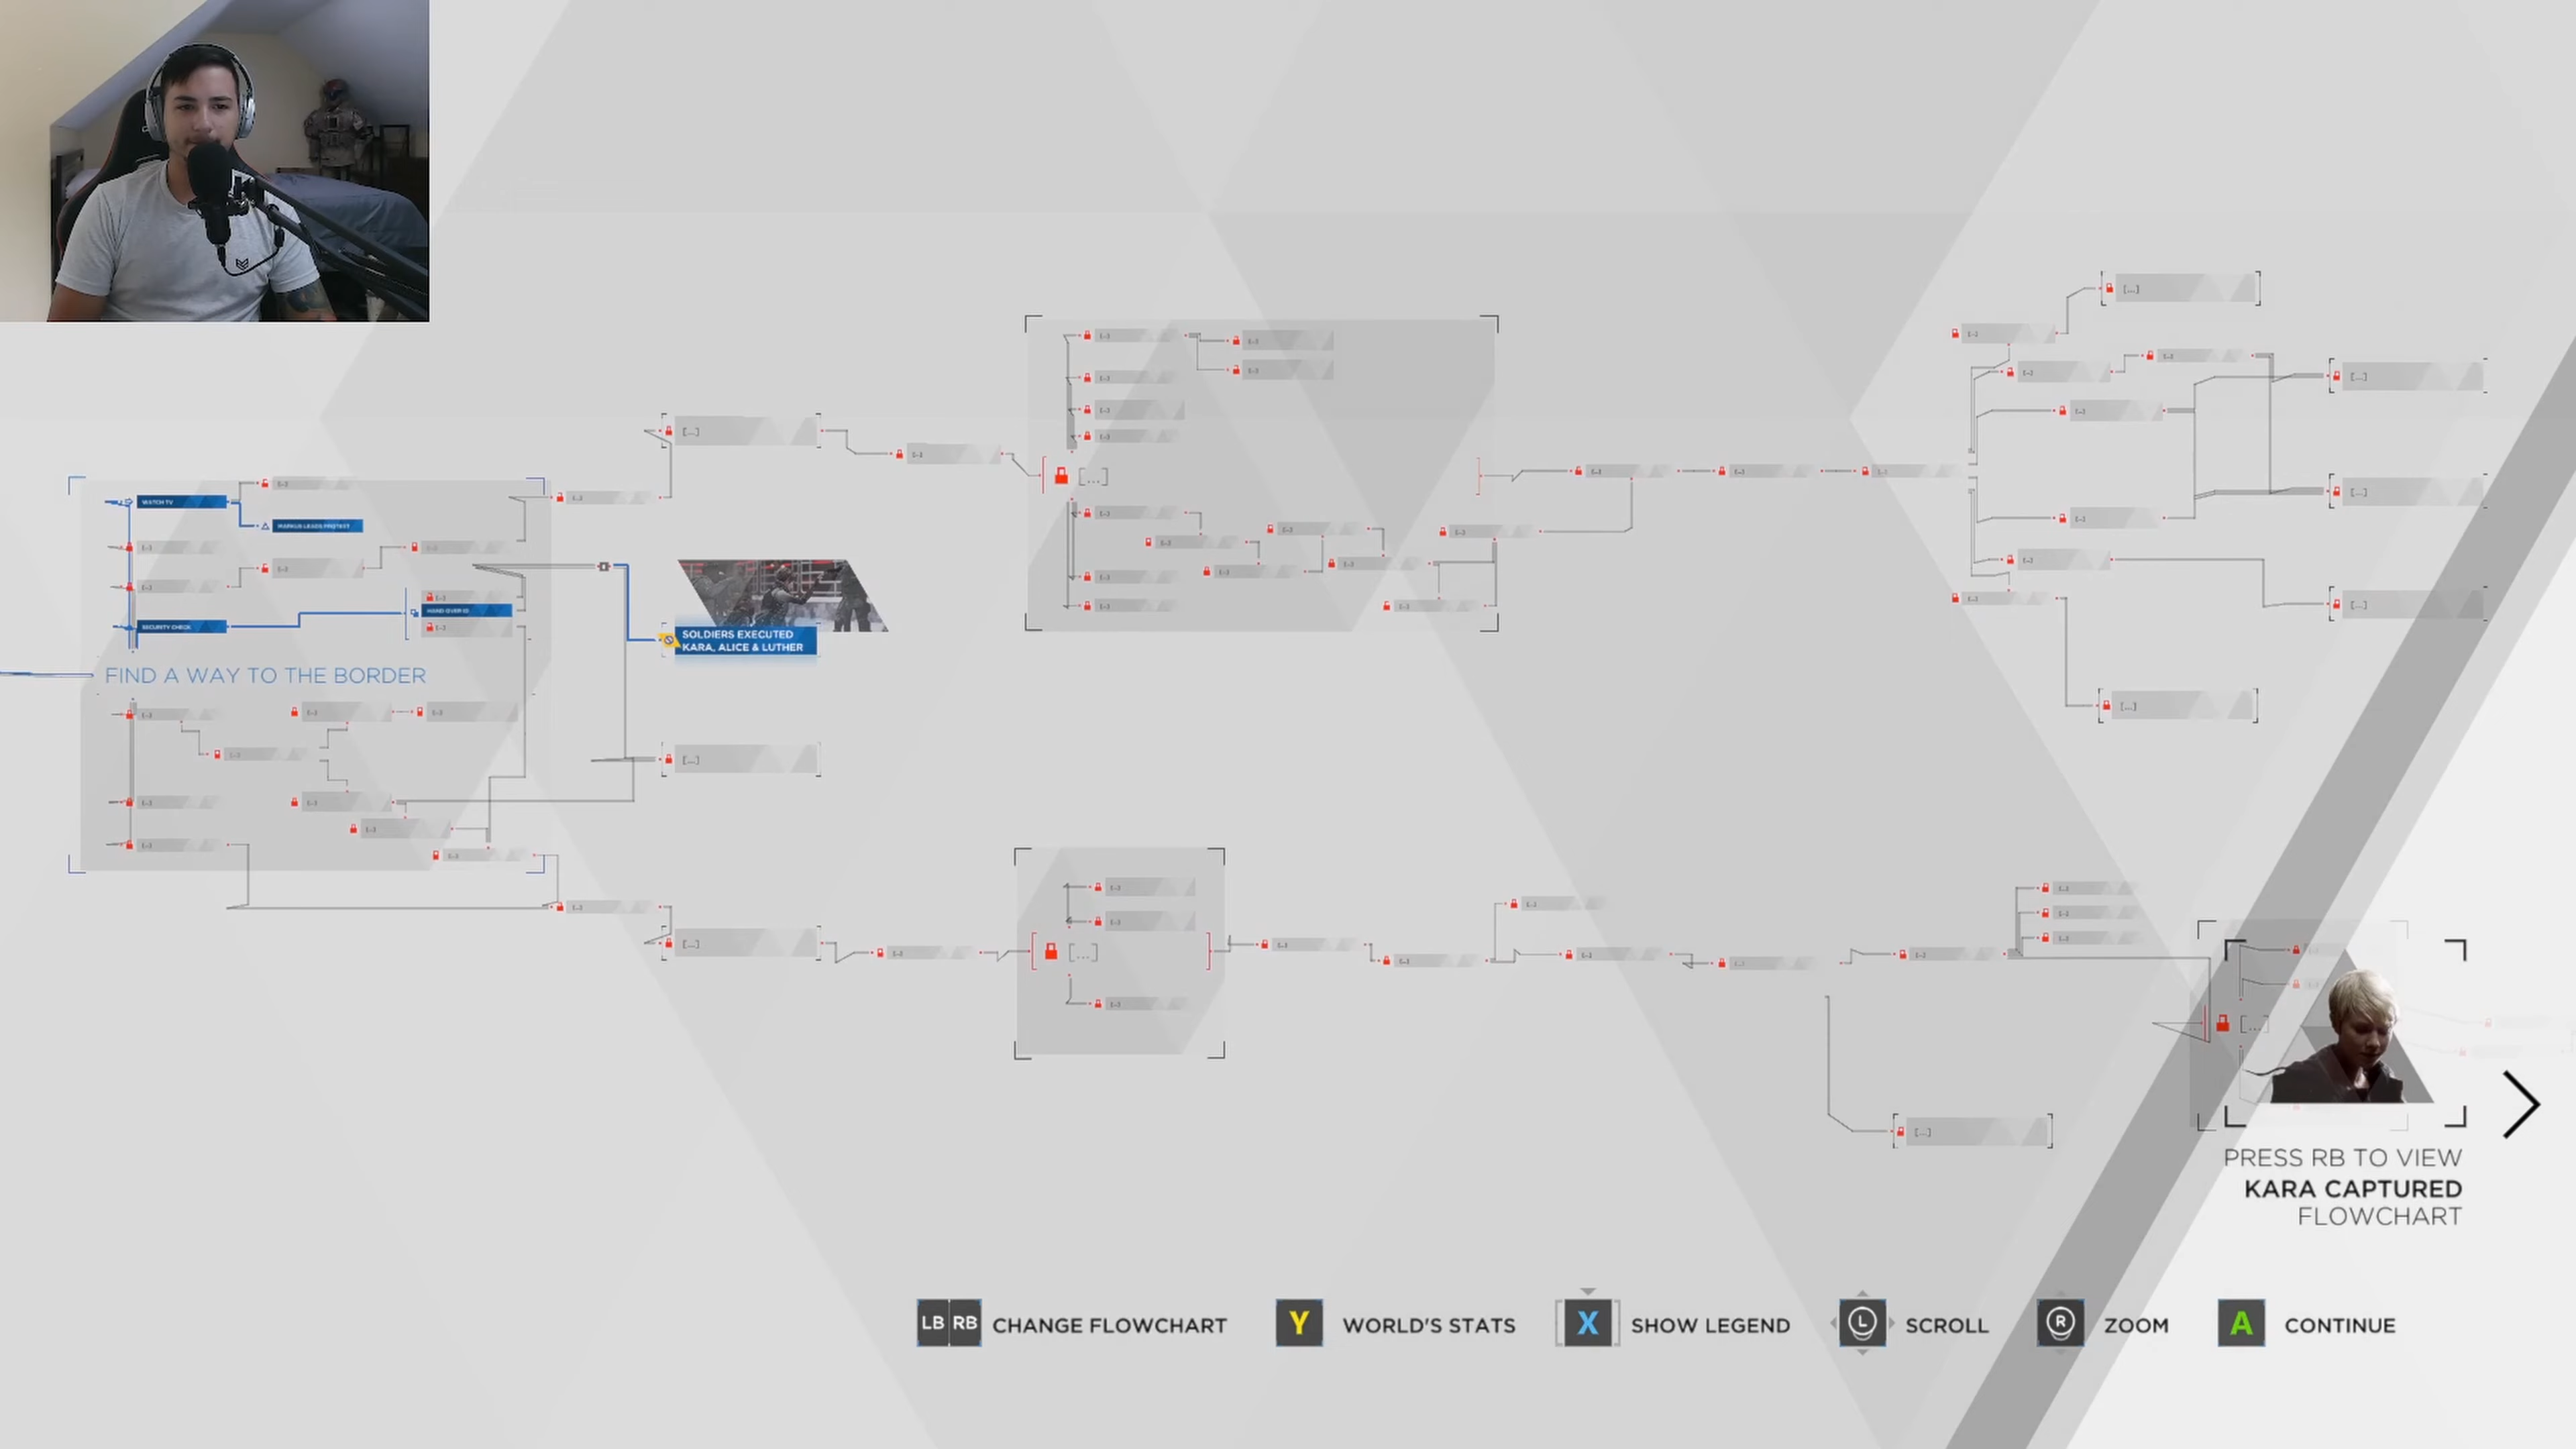 WATCH TV
MARKUS LEADS PROTEST
HAND OVER ID
SECURITY CHECK
SOLDIERS EXECUTED
KARA, ALICE & LUTHER
FIND A WAY TO THE BORDER
PRESS RB TO VIEW
KARA CAPTURED
FLOWCHART
LB RB CHANGE FLOWCHART
Y WORLD'S STATS
X SHOW LEGEND
L SCROLL
R ZOOM
A CONTINUE